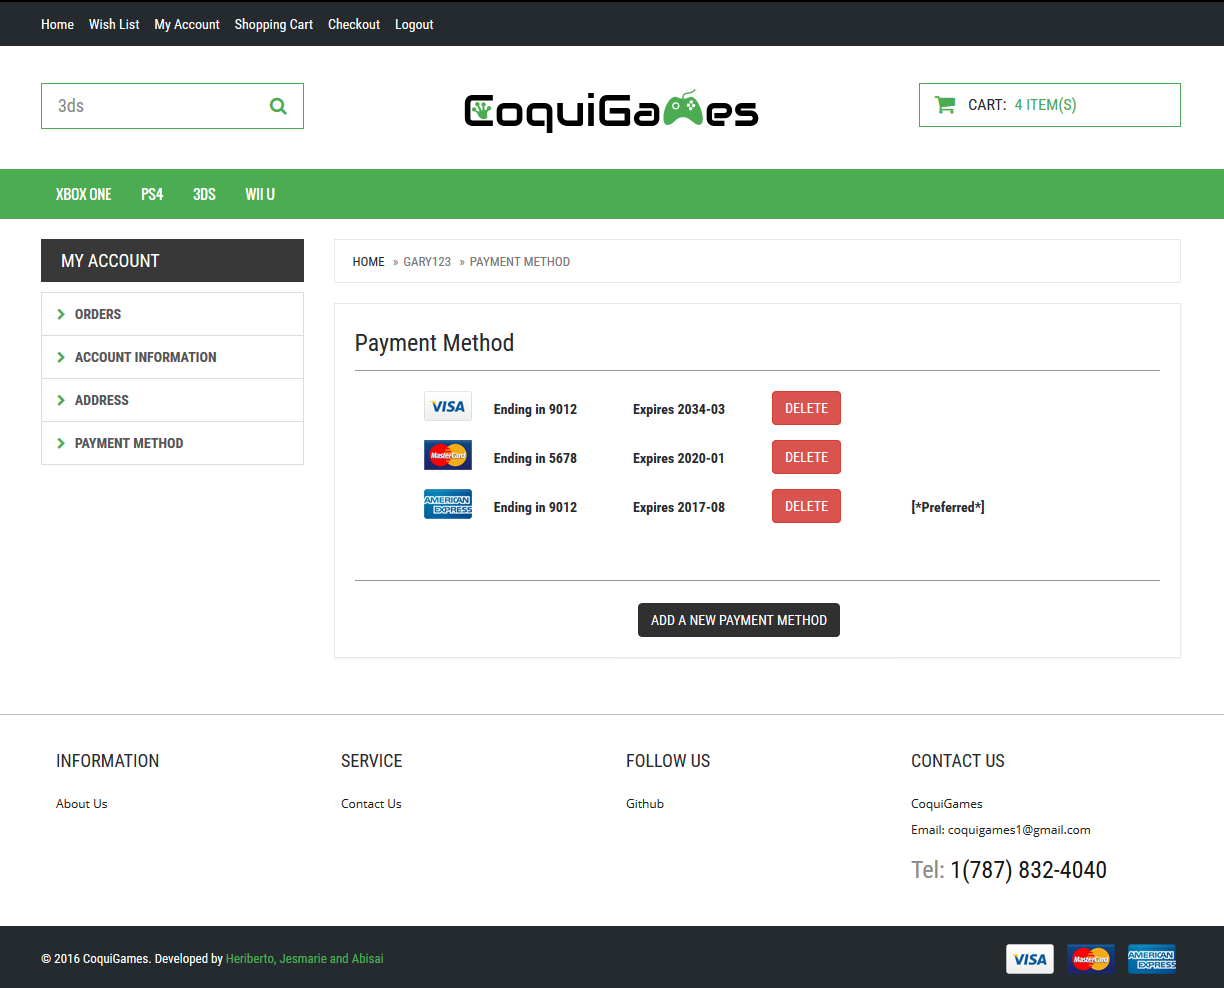 Home Wish List My Account Shopping Cart Checkout Logout
3ds
CoquiGames
CART: 4 ITEM(S)
XBOX ONE PS4 3DS WII U
MY ACCOUNT
ORDERS
ACCOUNT INFORMATION
ADDRESS
PAYMENT METHOD
HOME » GARY123 » PAYMENT METHOD
Payment Method
VISA Ending in 9012 Expires 2034-03 DELETE
MasterCard Ending in 5678 Expires 2020-01 DELETE
AMERICAN EXPRESS Ending in 9012 Expires 2017-08 DELETE [*Preferred*]
ADD A NEW PAYMENT METHOD
INFORMATION
About Us
SERVICE
Contact Us
FOLLOW US
Github
CONTACT US
CoquiGames
Email: coquigames1@gmail.com
Tel: 1(787) 832-4040
© 2016 CoquiGames. Developed by Heriberto, Jesmarie and Abisai
VISA MasterCard AMERICAN EXPRESS